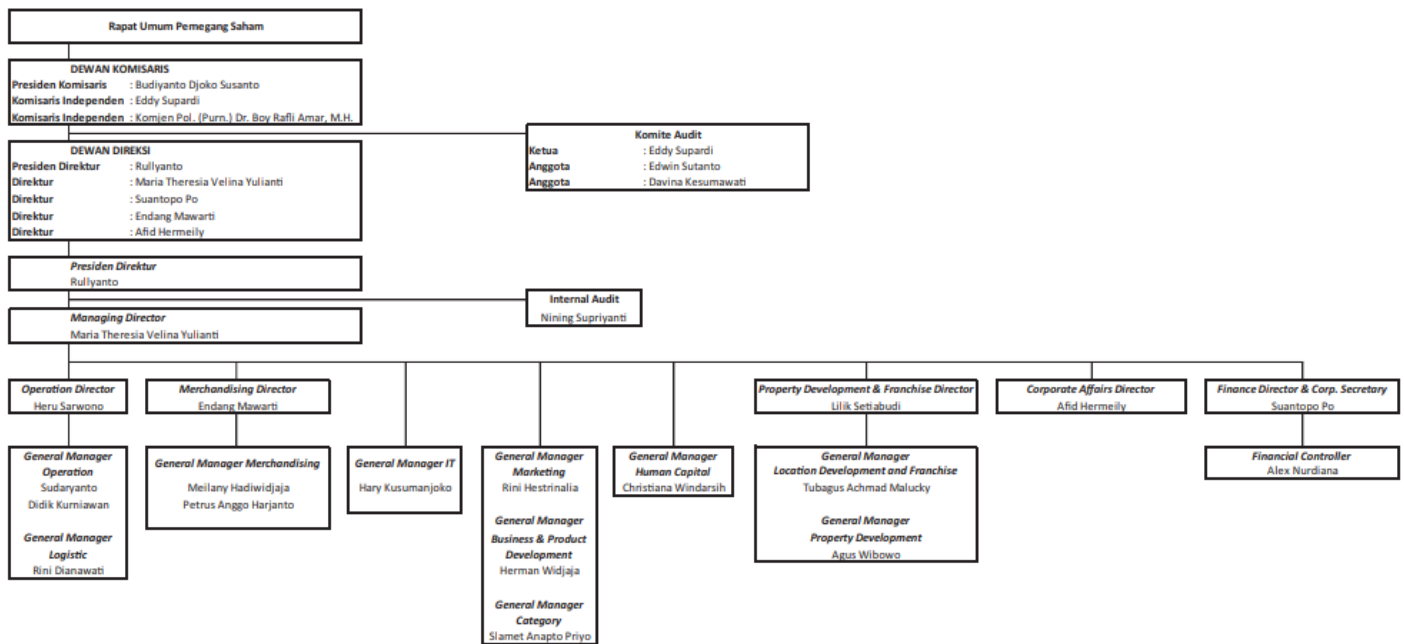 Rapat Umum Pemegang Saham
DEWAN KOMISARIS
Presiden Komisaris : Budiyanto Djoko Susanto
Komisaris Independen : Eddy Supardi
Komisaris Independen : Komjen Pol. (Purn.) Dr. Boy Rafli Amar, M.H.
Komite Audit
Ketua : Eddy Supardi
Anggota : Edwin Sutanto
Anggota : Davina Kesumawati
DEWAN DIREKSI
Presiden Direktur : Rullyanto
Direktur : Maria Theresia Velina Yulianti
Direktur : Suantopo Po
Direktur : Endang Mawarti
Direktur : Afid Hermeily
Presiden Direktur
Rullyanto
Internal Audit
Nining Supriyanti
Managing Director
Maria Theresia Velina Yulianti
Operation Director
Heru Sarwono
Merchandising Director
Endang Mawarti
Property Development & Franchise Director
Lilik Setiabudi
Corporate Affairs Director
Afid Hermeily
Finance Director & Corp. Secretary
Suantopo Po
General Manager
Operation
Sudaryanto
Didik Kurniawan
General Manager
Logistic
Rini Dianawati
General Manager Merchandising
Meilany Hadiwidjaja
Petrus Anggo Harjanto
General Manager IT
Hary Kusumanjoko
General Manager
Marketing
Rini Hestrinalia
General Manager
Business & Product
Development
Herman Widjaja
General Manager
Category
Slamet Anapto Priyo
General Manager
Human Capital
Christiana Windarsih
General Manager
Location Development and Franchise
Tubagus Achmad Malucky
General Manager
Property Development
Agus Wibowo
Financial Controller
Alex Nurdiana